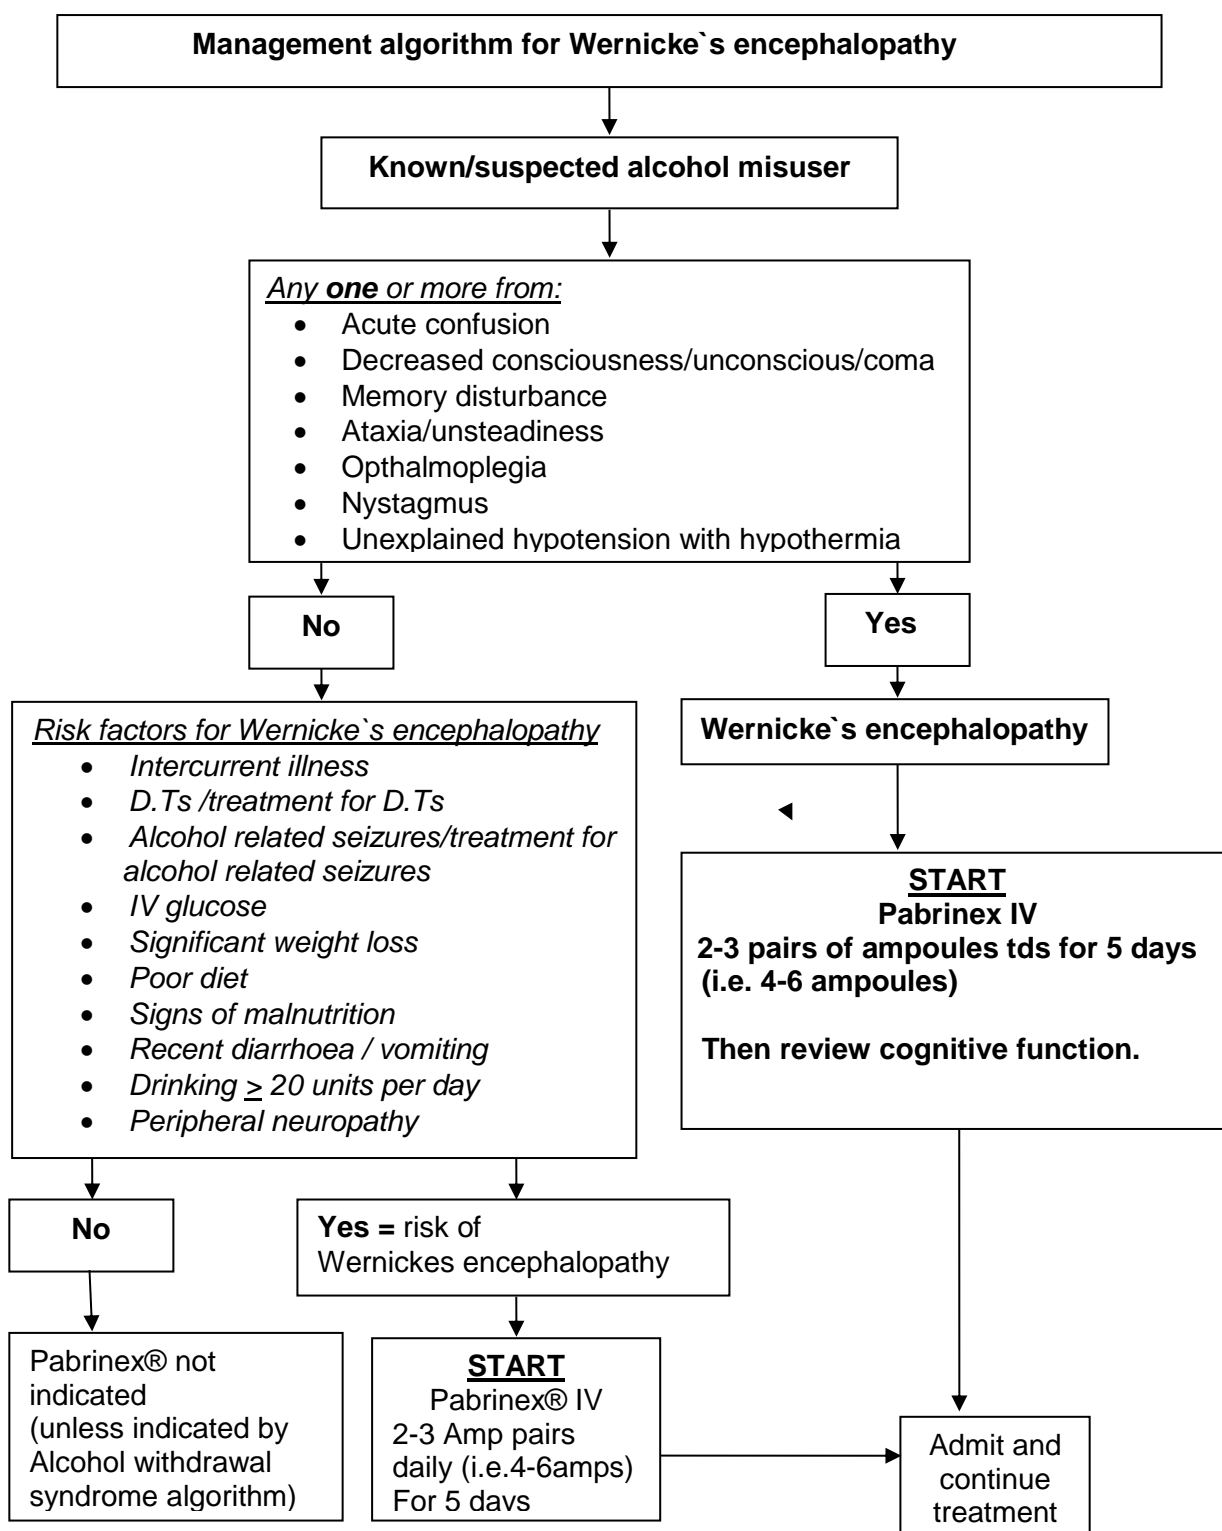 Management algorithm for Wernicke`s encephalopathy
Known/suspected alcohol misuser
Any one or more from:
• Acute confusion
• Decreased consciousness/unconscious/coma
• Memory disturbance
• Ataxia/unsteadiness
• Opthalmoplegia
• Nystagmus
• Unexplained hypotension with hypothermia
No
Yes
Risk factors for Wernicke`s encephalopathy
• Intercurrent illness
• D.Ts /treatment for D.Ts
• Alcohol related seizures/treatment for
alcohol related seizures
• IV glucose
• Significant weight loss
• Poor diet
• Signs of malnutrition
• Recent diarrhoea / vomiting
• Drinking ≥ 20 units per day
• Peripheral neuropathy
Wernicke`s encephalopathy
START
Pabrinex IV
2-3 pairs of ampoules tds for 5 days
(i.e. 4-6 ampoules)
Then review cognitive function.
No
Yes = risk of
Wernickes encephalopathy
Pabrinex® not
indicated
(unless indicated by
Alcohol withdrawal
syndrome algorithm)
START
Pabrinex® IV
2-3 Amp pairs
daily (i.e.4-6amps)
For 5 days
Admit and
continue
treatment